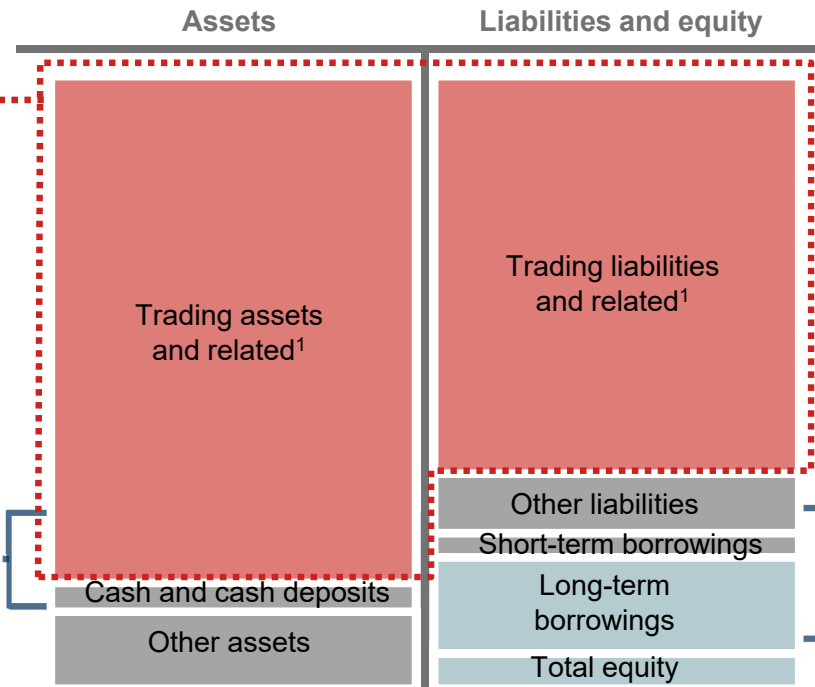 Assets
Liabilities and equity
Trading assets
and related¹
Trading liabilities
and related¹
Other liabilities
Short-term borrowings
Cash and cash deposits
Long-term
borrowings
Other assets
Total equity